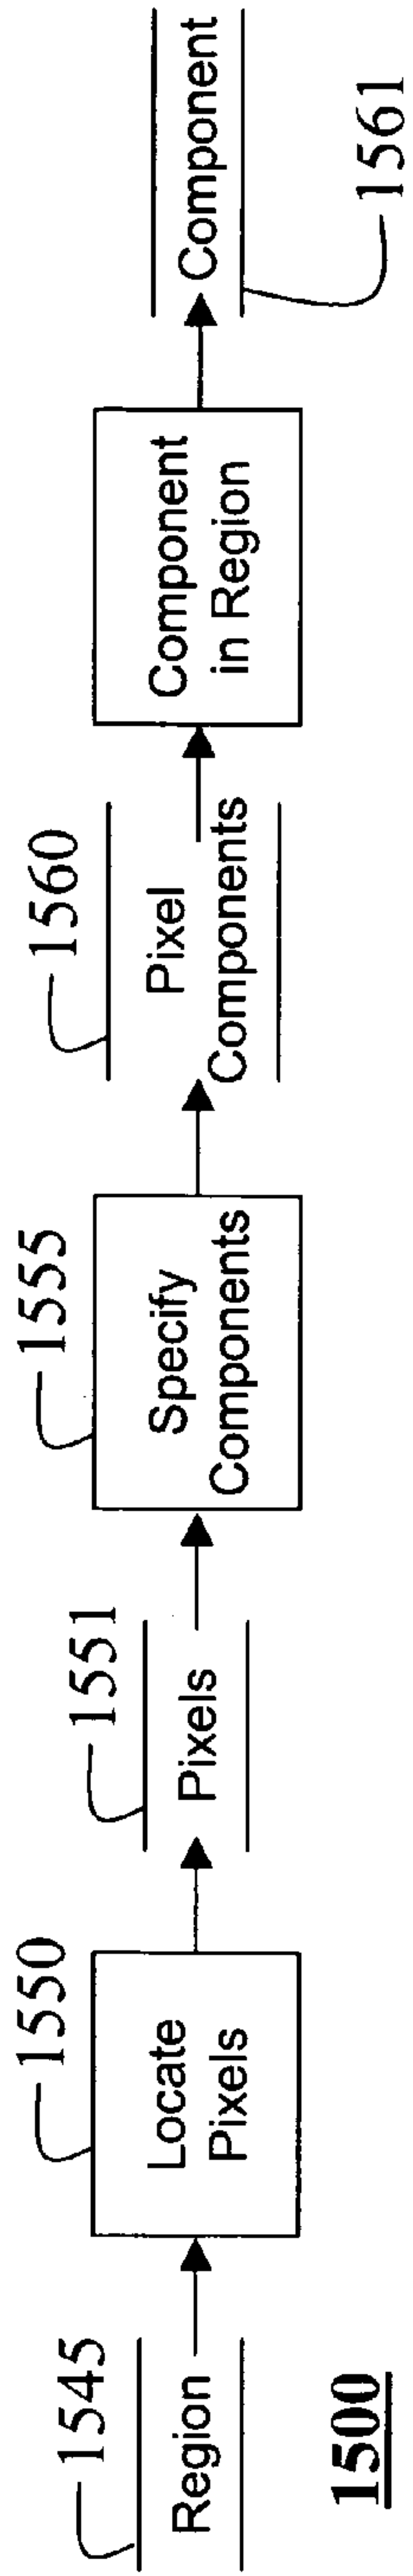 1545
Region
1550
Locate
Pixels
1551
Pixels
1555
Specify
Components
1560
Pixel
Components
Component
in Region
Component
1561
1500